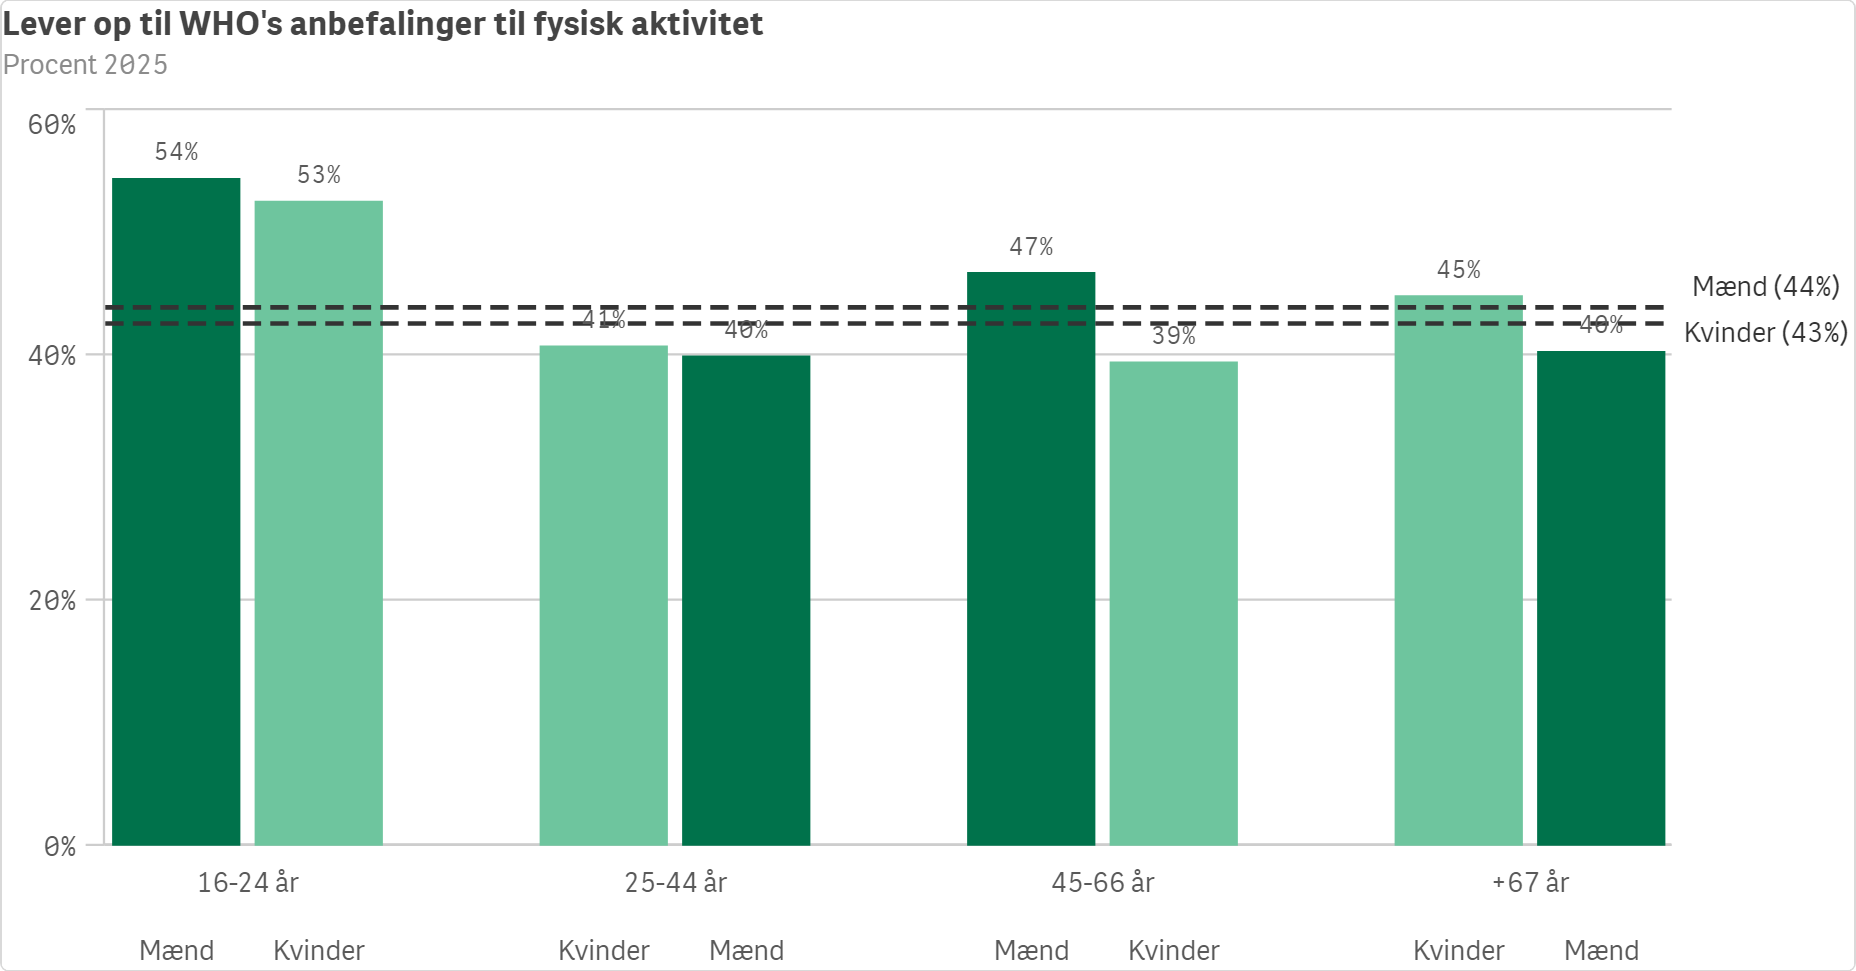 Lever op til WHO's anbefalinger til fysisk aktivitet
Procent 2025
60%
40%
20%
0%
54%
53%
41%
40%
47%
39%
45%
40%
Mænd (44%)
Kvinder (43%)
16-24 år
25-44 år
45-66 år
+67 år
Mænd Kvinder Kvinder Mænd Mænd Kvinder Kvinder Mænd